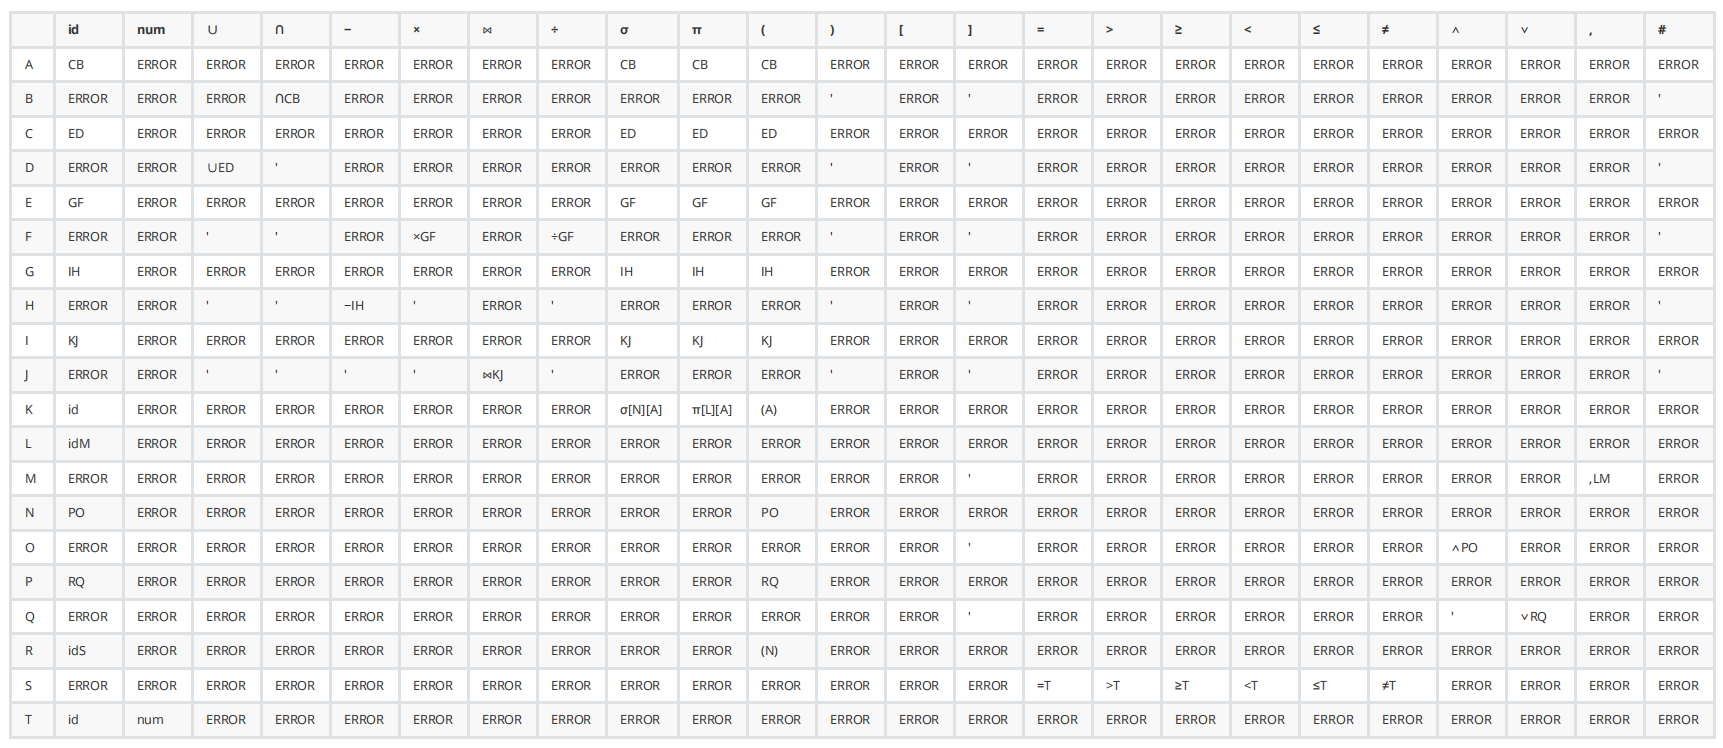 id num ∪ ∩ − × ⋈ ÷ σ π ( ) [ ] = > ≥ < ≤ ≠ ∧ ∨ , #
A CB ERROR ERROR ERROR ERROR ERROR ERROR ERROR CB CB CB ERROR ERROR ERROR ERROR ERROR ERROR ERROR ERROR ERROR ERROR ERROR ERROR ERROR
B ERROR ERROR ERROR ∩CB ERROR ERROR ERROR ERROR ERROR ERROR ERROR ' ERROR ' ERROR ERROR ERROR ERROR ERROR ERROR ERROR ERROR ERROR '
C ED ERROR ERROR ERROR ERROR ERROR ERROR ERROR ED ED ED ERROR ERROR ERROR ERROR ERROR ERROR ERROR ERROR ERROR ERROR ERROR ERROR ERROR
D ERROR ERROR ∪ED ' ERROR ERROR ERROR ERROR ERROR ERROR ERROR ' ERROR ' ERROR ERROR ERROR ERROR ERROR ERROR ERROR ERROR ERROR '
E GF ERROR ERROR ERROR ERROR ERROR ERROR ERROR GF GF GF ERROR ERROR ERROR ERROR ERROR ERROR ERROR ERROR ERROR ERROR ERROR ERROR ERROR
F ERROR ERROR ' ' ERROR ×GF ERROR ÷GF ERROR ERROR ERROR ' ERROR ' ERROR ERROR ERROR ERROR ERROR ERROR ERROR ERROR ERROR '
G IH ERROR ERROR ERROR ERROR ERROR ERROR ERROR IH IH IH ERROR ERROR ERROR ERROR ERROR ERROR ERROR ERROR ERROR ERROR ERROR ERROR ERROR
H ERROR ERROR ' ' −IH ' ERROR ' ERROR ERROR ERROR ' ERROR ' ERROR ERROR ERROR ERROR ERROR ERROR ERROR ERROR ERROR '
I KJ ERROR ERROR ERROR ERROR ERROR ERROR ERROR KJ KJ KJ ERROR ERROR ERROR ERROR ERROR ERROR ERROR ERROR ERROR ERROR ERROR ERROR ERROR
J ERROR ERROR ' ' ' ' ⋈KJ ' ERROR ERROR ERROR ' ERROR ' ERROR ERROR ERROR ERROR ERROR ERROR ERROR ERROR ERROR '
K id ERROR ERROR ERROR ERROR ERROR ERROR ERROR σ[N][A] π[L][A] (A) ERROR ERROR ERROR ERROR ERROR ERROR ERROR ERROR ERROR ERROR ERROR ERROR ERROR
L idM ERROR ERROR ERROR ERROR ERROR ERROR ERROR ERROR ERROR ERROR ERROR ERROR ERROR ERROR ERROR ERROR ERROR ERROR ERROR ERROR ERROR ERROR ERROR
M ERROR ERROR ERROR ERROR ERROR ERROR ERROR ERROR ERROR ERROR ERROR ERROR ERROR ' ERROR ERROR ERROR ERROR ERROR ERROR ERROR ERROR ,LM ERROR
N PO ERROR ERROR ERROR ERROR ERROR ERROR ERROR ERROR ERROR PO ERROR ERROR ERROR ERROR ERROR ERROR ERROR ERROR ERROR ERROR ERROR ERROR ERROR
O ERROR ERROR ERROR ERROR ERROR ERROR ERROR ERROR ERROR ERROR ERROR ERROR ERROR ' ERROR ERROR ERROR ERROR ERROR ERROR ∧PO ERROR ERROR ERROR
P RQ ERROR ERROR ERROR ERROR ERROR ERROR ERROR ERROR ERROR RQ ERROR ERROR ERROR ERROR ERROR ERROR ERROR ERROR ERROR ERROR ERROR ERROR ERROR
Q ERROR ERROR ERROR ERROR ERROR ERROR ERROR ERROR ERROR ERROR ERROR ERROR ERROR ' ERROR ERROR ERROR ERROR ERROR ERROR ' ∨RQ ERROR ERROR
R idS ERROR ERROR ERROR ERROR ERROR ERROR ERROR ERROR ERROR (N) ERROR ERROR ERROR ERROR ERROR ERROR ERROR ERROR ERROR ERROR ERROR ERROR ERROR
S ERROR ERROR ERROR ERROR ERROR ERROR ERROR ERROR ERROR ERROR ERROR ERROR ERROR ERROR =T >T ≥T <T ≤T ≠T ERROR ERROR ERROR ERROR
T id num ERROR ERROR ERROR ERROR ERROR ERROR ERROR ERROR ERROR ERROR ERROR ERROR ERROR ERROR ERROR ERROR ERROR ERROR ERROR ERROR ERROR ERROR